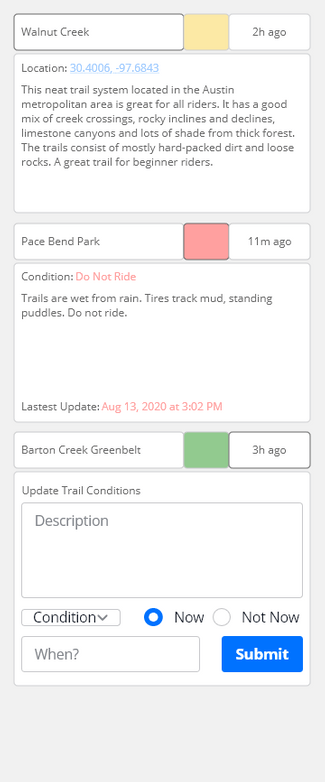 Walnut Creek 2h ago
Location: 30.4006, -97.6843
This neat trail system located in the Austin
metropolitan area is great for all riders. It has a good
mix of creek crossings, rocky inclines and declines,
limestone canyons and lots of shade from thick forest.
The trails consist of mostly hard-packed dirt and loose
rocks. A great trail for beginner riders.
Pace Bend Park 11m ago
Condition: Do Not Ride
Trails are wet from rain. Tires track mud, standing
puddles. Do not ride.
Lastest Update: Aug 13, 2020 at 3:02 PM
Barton Creek Greenbelt 3h ago
Update Trail Conditions
Description
Condition Now Not Now
When? Submit